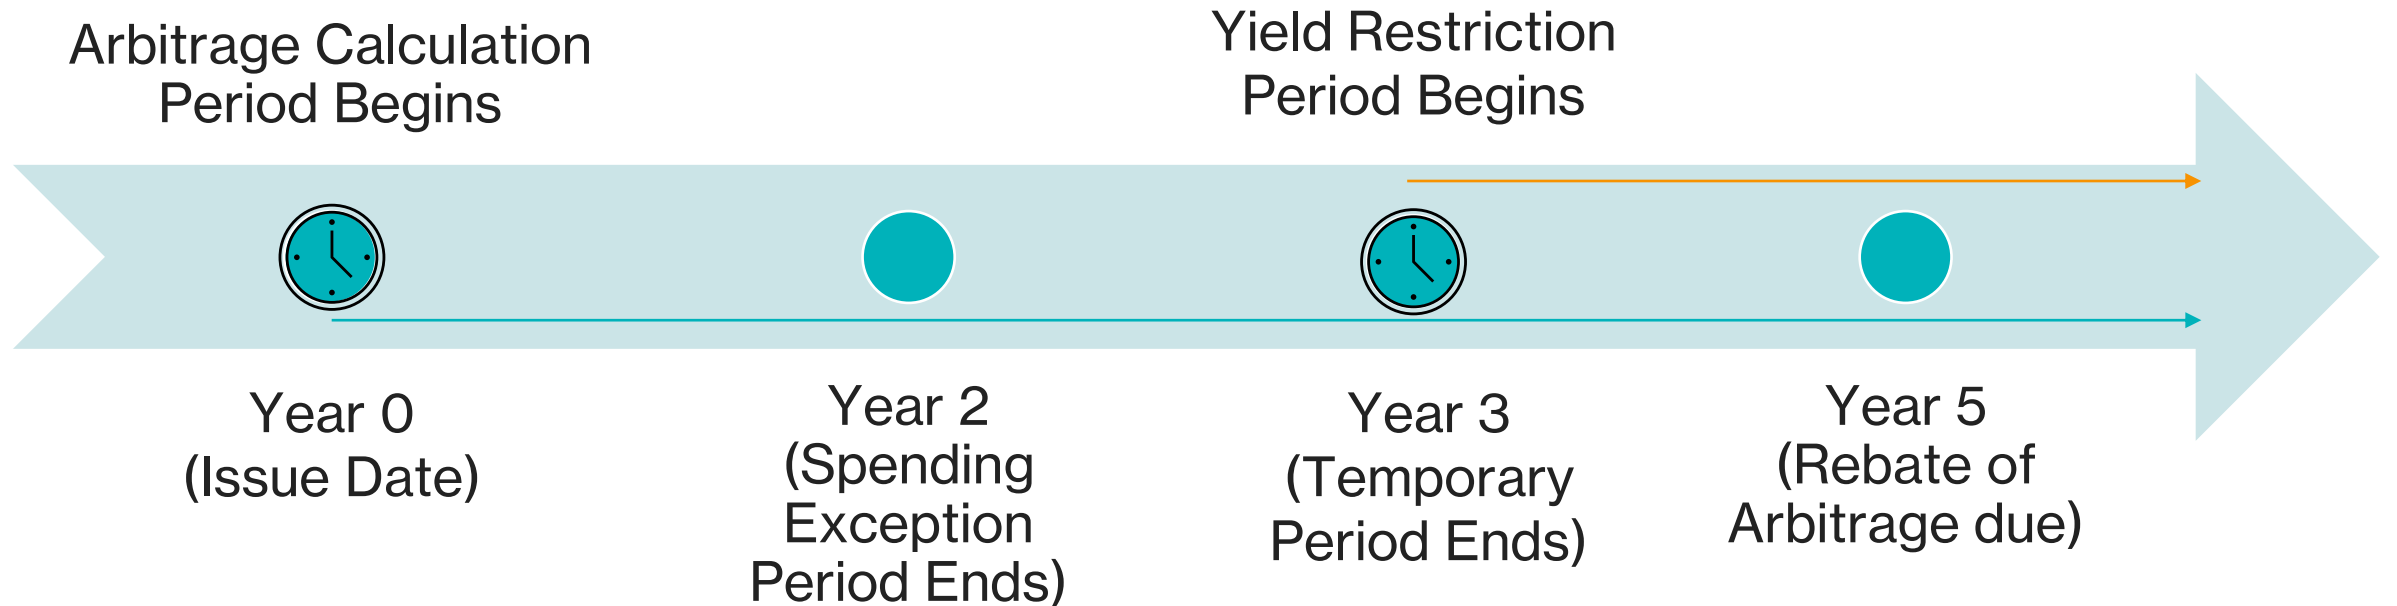 Arbitrage Calculation
Period Begins
Yield Restriction
Period Begins
Year 0
(Issue Date)
Year 2
(Spending
Exception
Period Ends)
Year 3
(Temporary
Period Ends)
Year 5
(Rebate of
Arbitrage due)